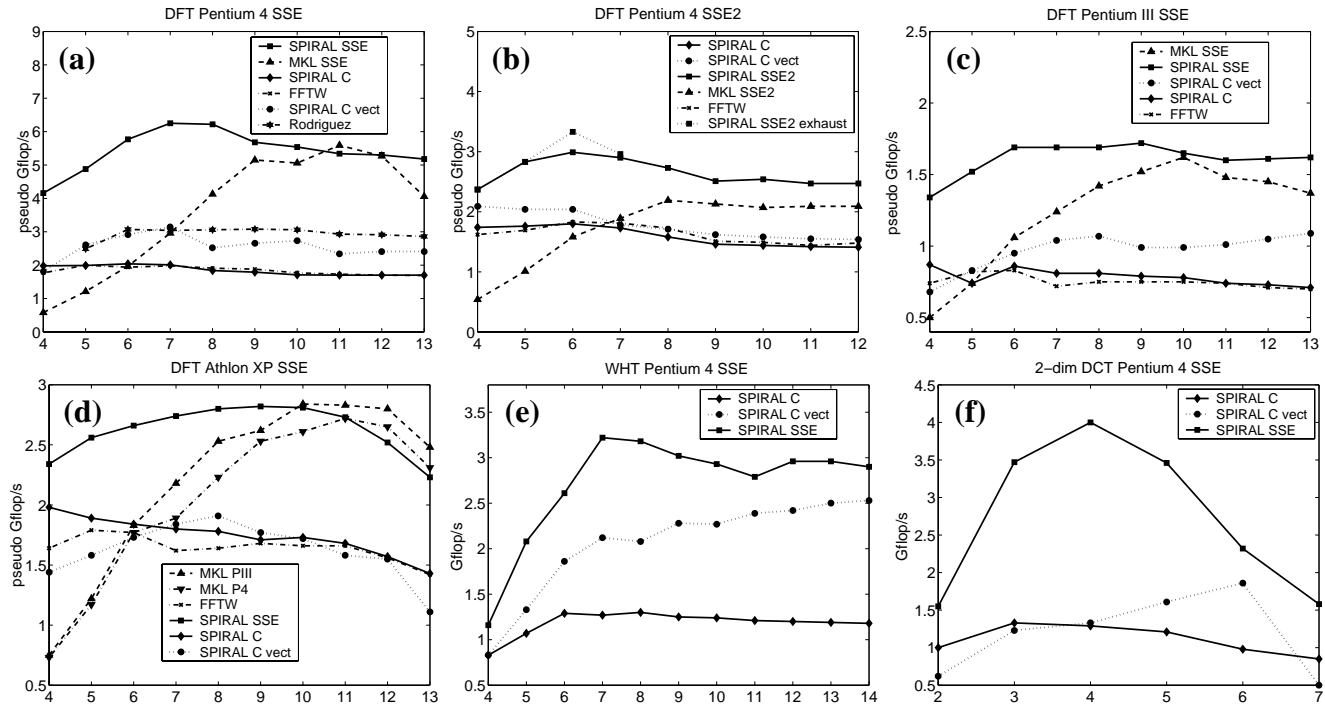 DFT Pentium 4 SSE
(a)
pseudo Gflop/s
9
8
7
6
5
4
3
2
1
0
SPIRAL SSE
MKL SSE
SPIRAL C
FFTW
SPIRAL C vect
Rodriguez
4 5 6 7 8 9 10 11 12 13
DFT Pentium 4 SSE2
(b)
pseudo Gflop/s
5
4
3
2
1
0
SPIRAL C
SPIRAL C vect
SPIRAL SSE2
MKL SSE2
FFTW
SPIRAL SSE2 exhaust
4 5 6 7 8 9 10 11 12
DFT Pentium III SSE
(c)
pseudo Gflop/s
2.5
2
1.5
1
0.5
MKL SSE
SPIRAL SSE
SPIRAL C vect
SPIRAL C
FFTW
4 5 6 7 8 9 10 11 12 13
DFT Athlon XP SSE
(d)
pseudo Gflop/s
3
2.5
2
1.5
1
0.5
MKL PIII
MKL P4
FFTW
SPIRAL SSE
SPIRAL C
SPIRAL C vect
4 5 6 7 8 9 10 11 12 13
WHT Pentium 4 SSE
(e)
Gflop/s
3.5
3
2.5
2
1.5
1
0.5
SPIRAL C
SPIRAL C vect
SPIRAL SSE
4 5 6 7 8 9 10 11 12 13 14
2-dim DCT Pentium 4 SSE
(f)
Gflop/s
4.5
4
3.5
3
2.5
2
1.5
1
0.5
SPIRAL C
SPIRAL C vect
SPIRAL SSE
2 3 4 5 6 7